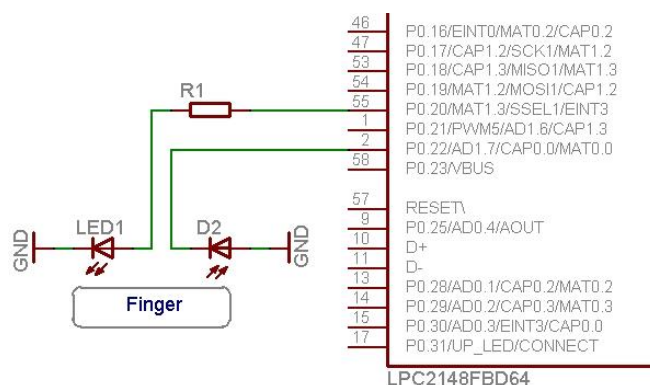 46 P0.16/EINT0/MAT0.2/CAP0.2
47 P0.17/CAP1.2/SCK1/MAT1.2
53 P0.18/CAP1.3/MISO1/MAT1.3
54 P0.19/MAT1.2/MOSI1/CAP1.2
R1 55 P0.20/MAT1.3/SSEL1/EINT3
1 P0.21/PWM5/AD1.6/CAP1.3
2 P0.22/AD1.7/CAP0.0/MAT0.0
58 P0.23/VBUS
57 RESET\
9 P0.25/AD0.4/AOUT
10 D+
11 D-
13 P0.28/AD0.1/CAP0.2/MAT0.2
14 P0.29/AD0.2/CAP0.3/MAT0.3
15 P0.30/AD0.3/EINT3/CAP0.0
17 P0.31/UP_LED/CONNECT
GND LED1 D2 GND
Finger
LPC2148FBD64